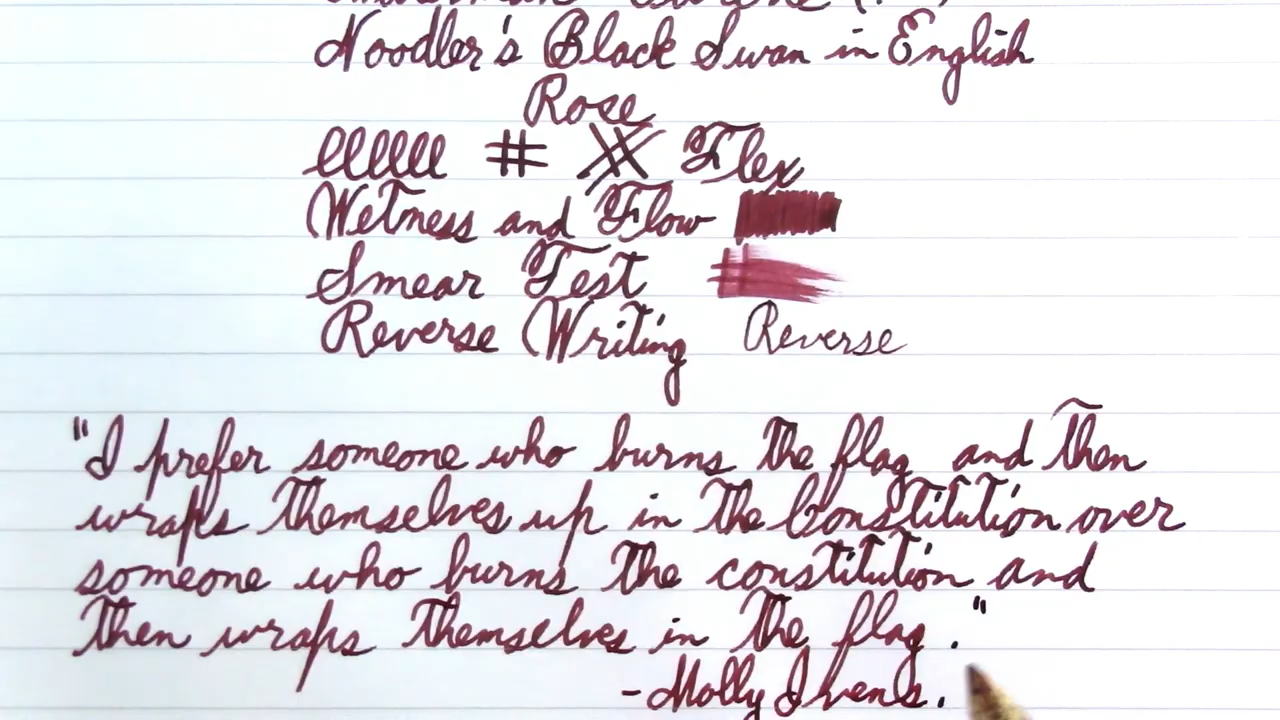 Noodler's Black Swan in English
Rose
llllll # Flex
Wetness and Flow
Smear Test
Reverse Writing Reverse
"I prefer someone who burns the flag and then
wraps themselves up in the Constitution over
someone who burns the constitution and
then wraps themselves in the flag."
-Molly Ivens.